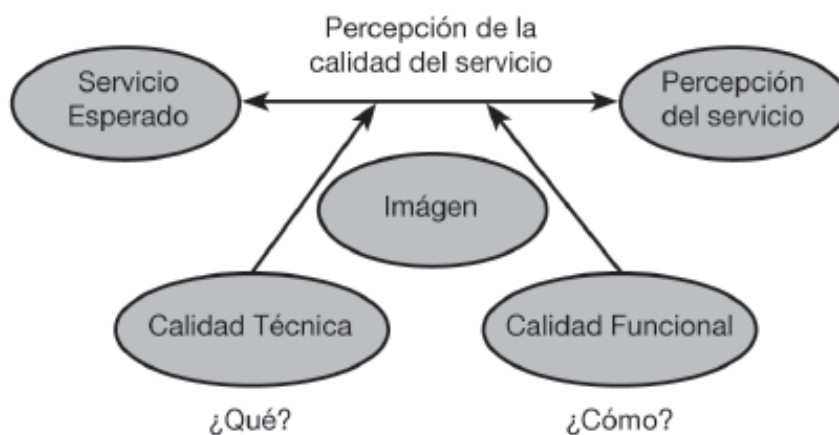 Percepción de la
calidad del servicio
Servicio
Esperado
Percepción
del servicio
Imágen
Calidad Técnica
Calidad Funcional
¿Qué?
¿Cómo?